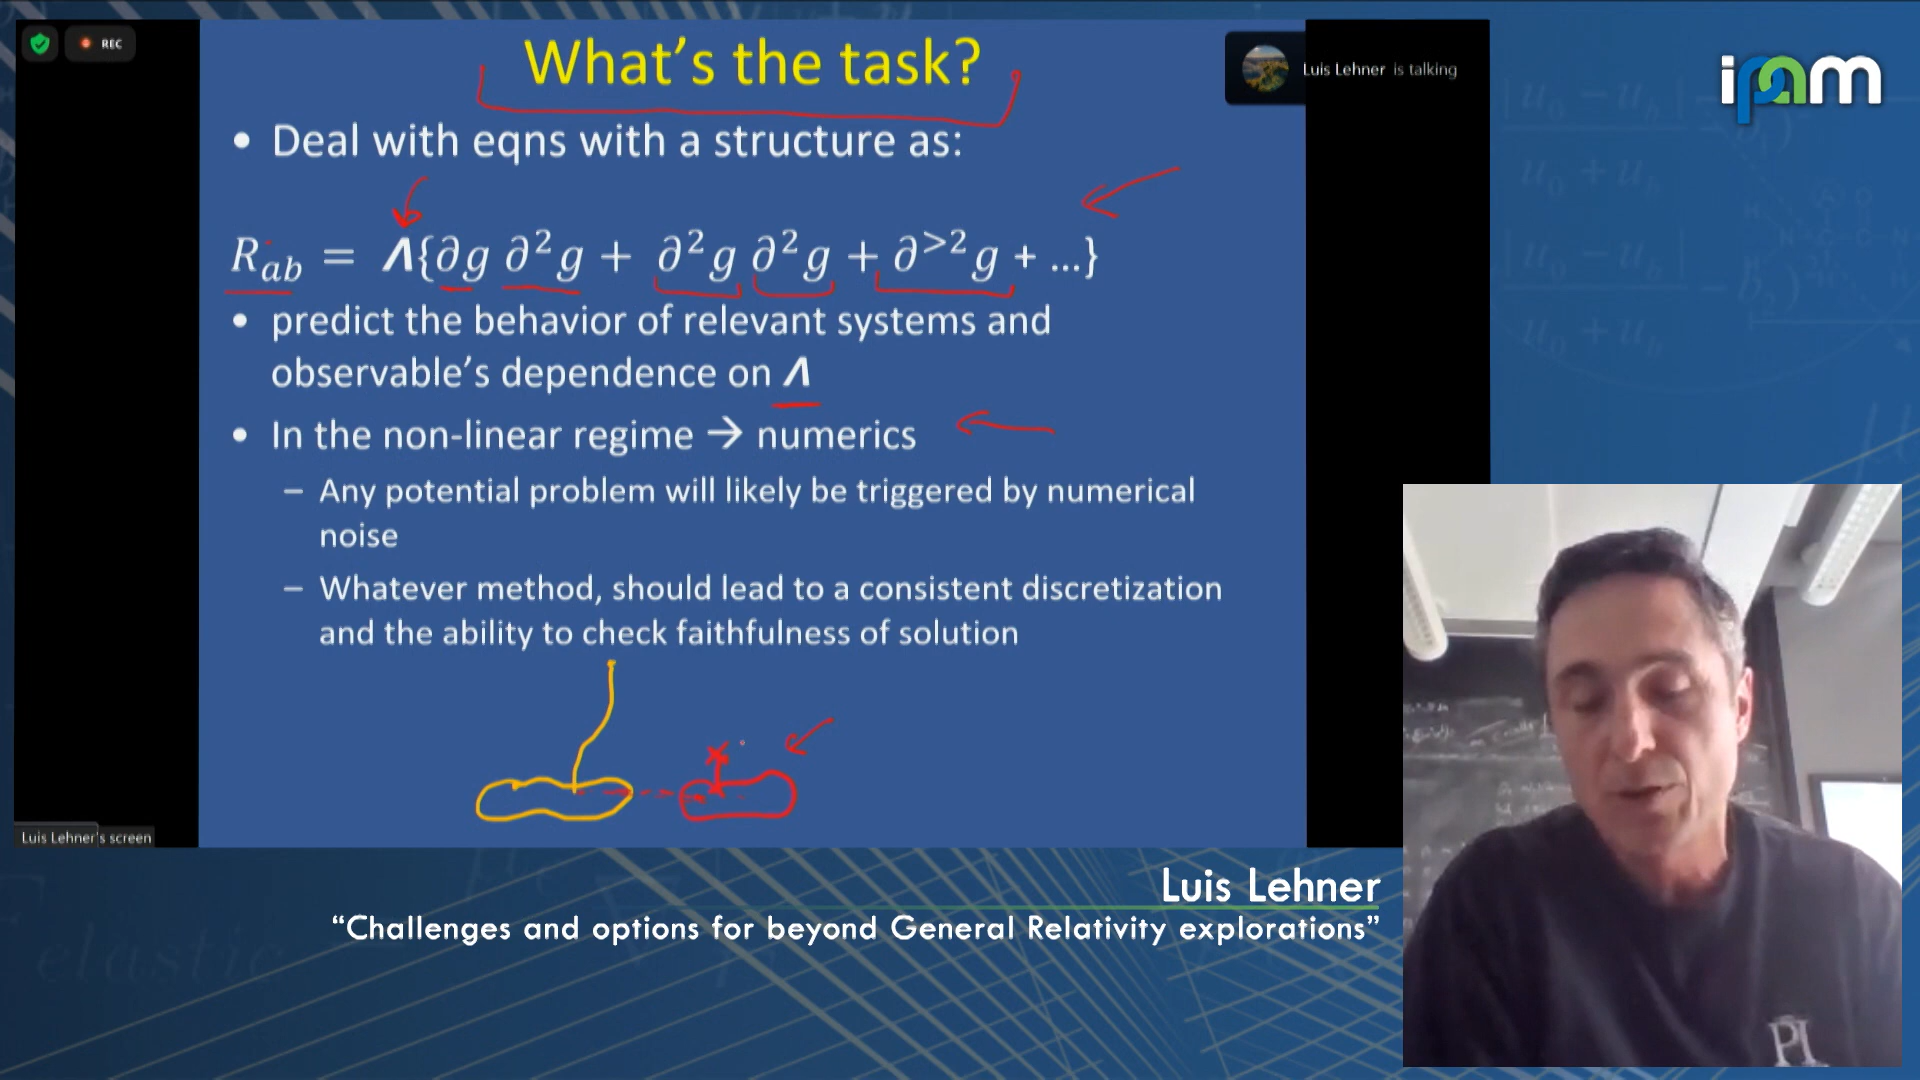 REC
What's the task?
Luis Lehner is talking
ipam
• Deal with eqns with a structure as:
R_ab = Λ{∂g ∂²g + ∂²g ∂²g + ∂^{>2}g + ...}
• predict the behavior of relevant systems and
observable's dependence on Λ
• In the non-linear regime → numerics
– Any potential problem will likely be triggered by numerical
noise
– Whatever method, should lead to a consistent discretization
and the ability to check faithfulness of solution
Luis Lehner's screen
Luis Lehner
“Challenges and options for beyond General Relativity explorations”
PI